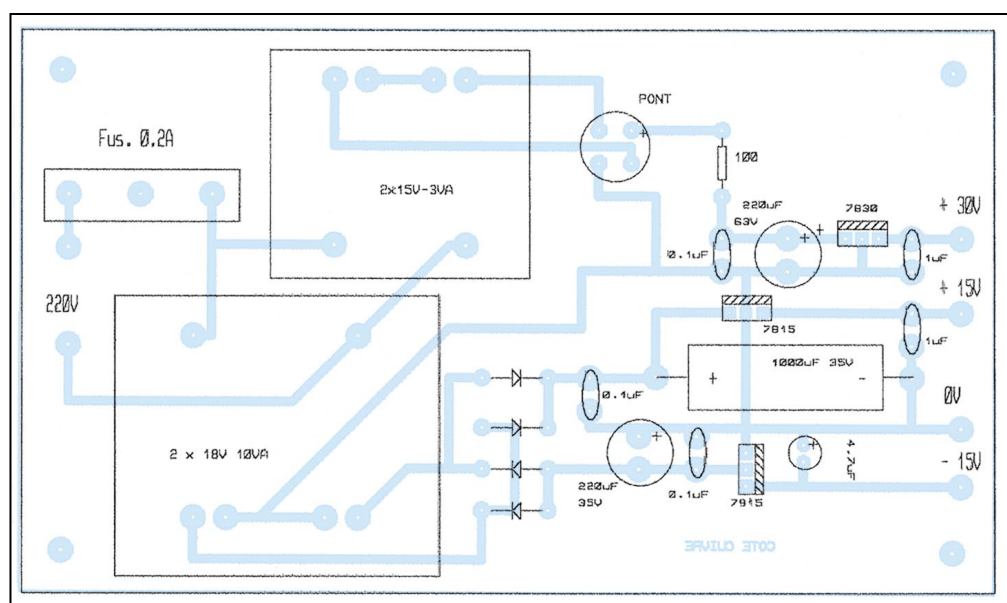 PONT
+
Fus. 0.2A
100
2x15V-3VA
220uF
63V
7830
+ 30V
+
+
0.1uF
1uF
220V
+ 15V
7815
1uF
1000uF 35V
+
-
0V
0.1uF
2 x 18V 10VA
+
+
4.7uF
- 15V
220uF
35V
0.1uF
7915
COTE CUIVRE